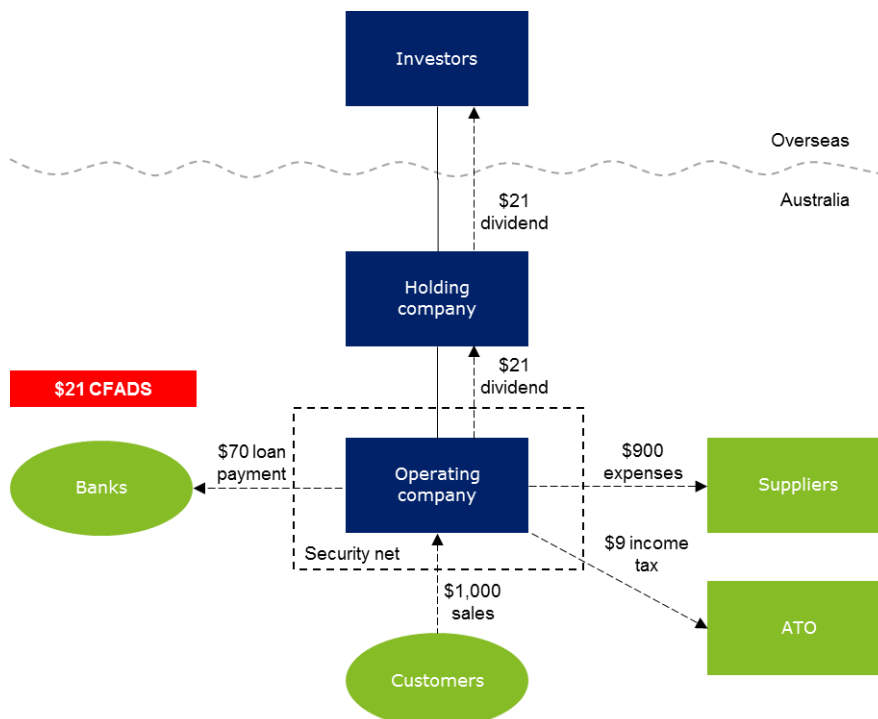 Investors
Overseas
Australia
$21
dividend
Holding
company
$21
dividend
$21 CFADS
$70 loan
payment
Banks
Operating
company
$900
expenses
Suppliers
Security net
$9 income
tax
$1,000
sales
ATO
Customers